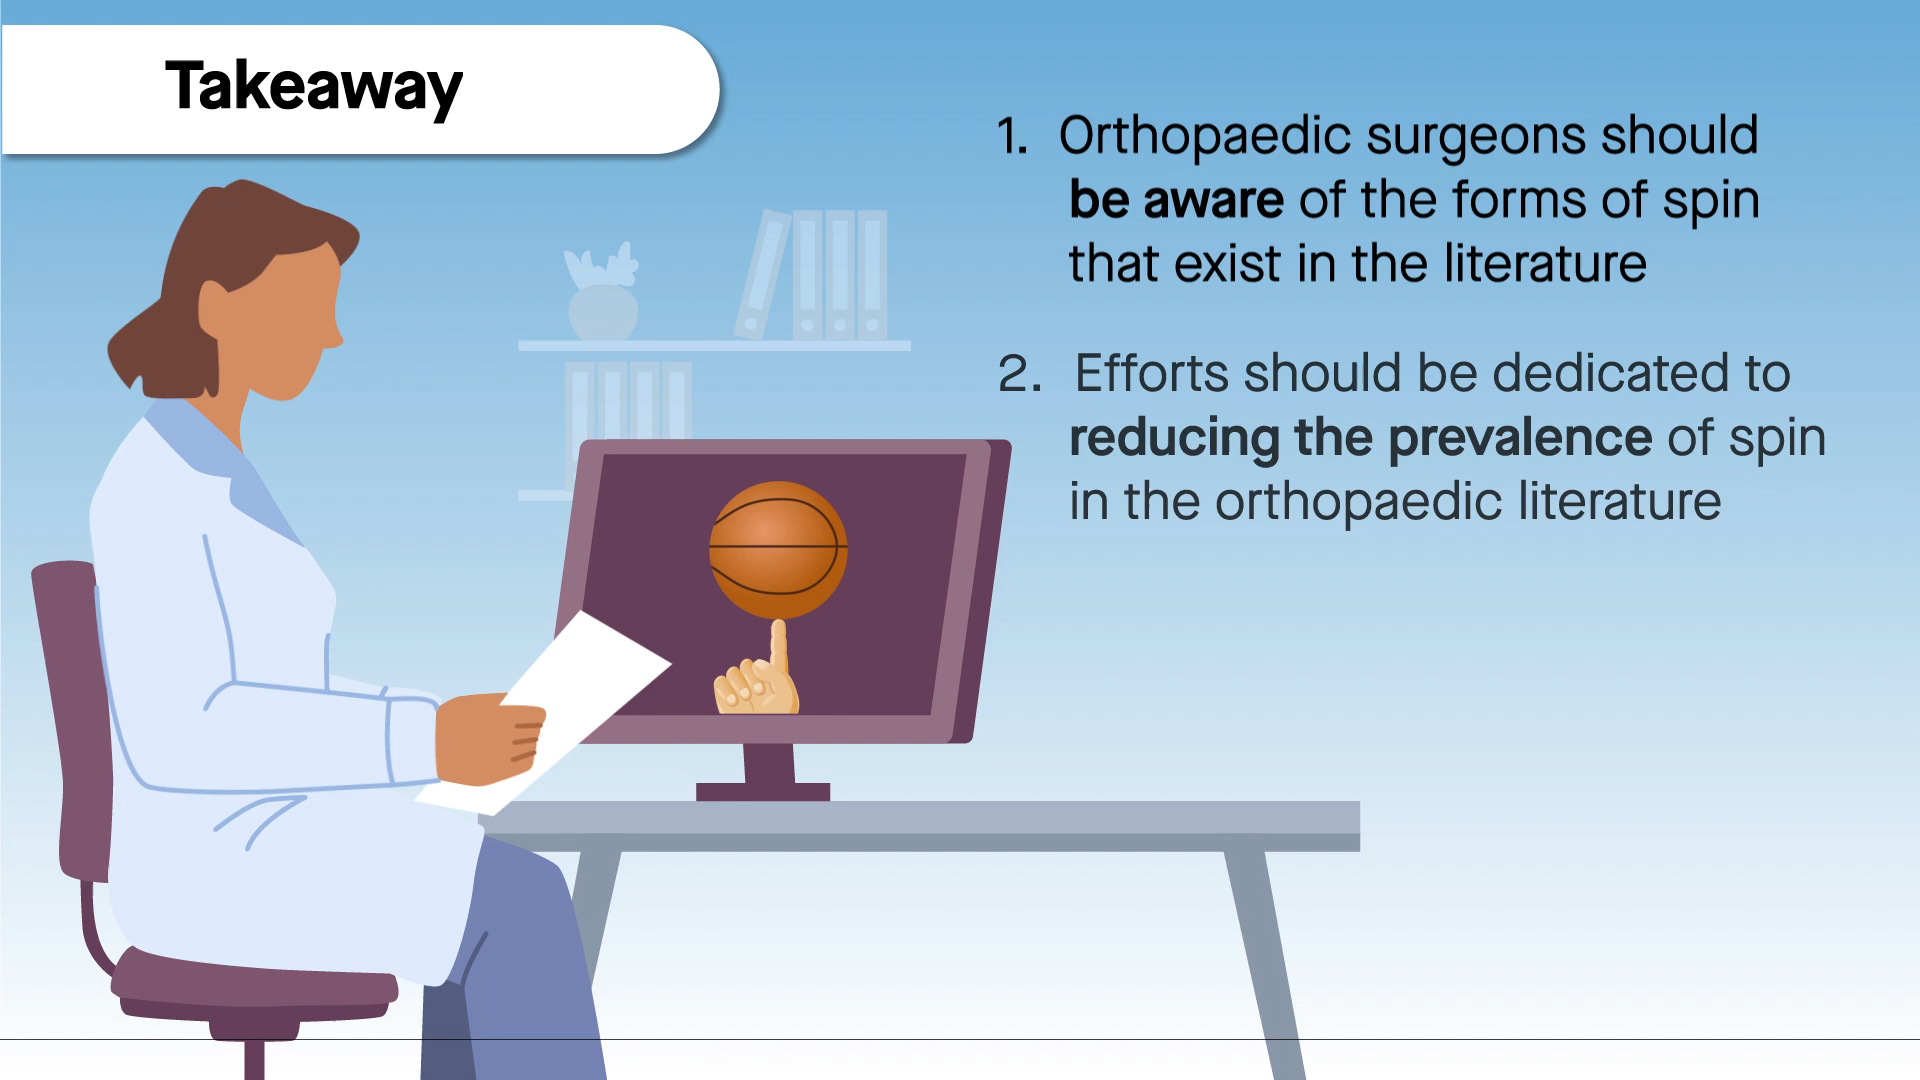 Takeaway
1. Orthopaedic surgeons should
be aware of the forms of spin
that exist in the literature
2. Efforts should be dedicated to
reducing the prevalence of spin
in the orthopaedic literature